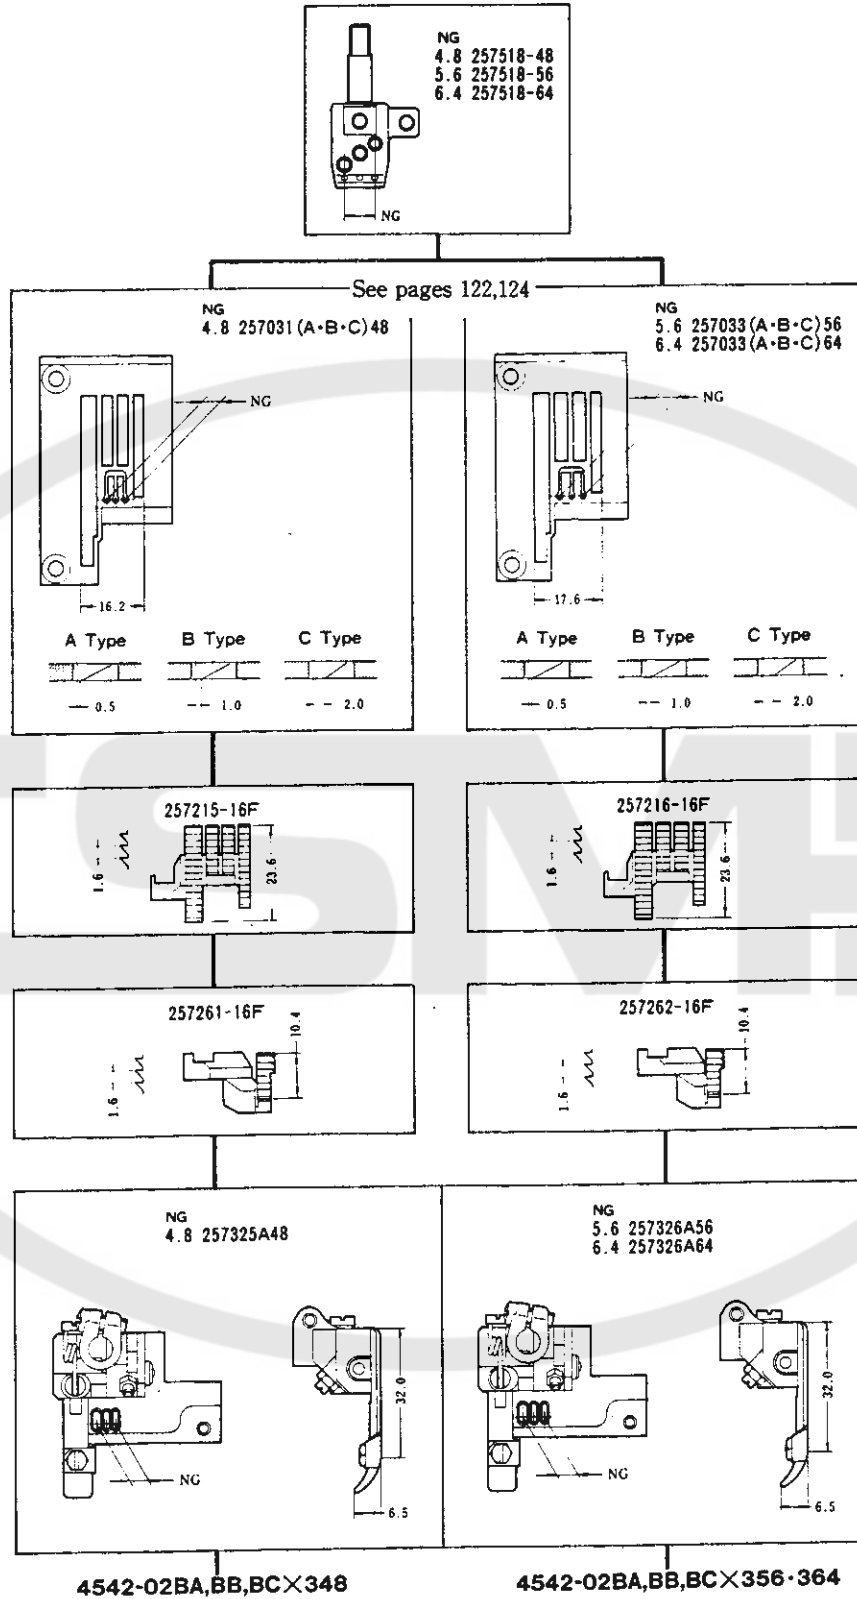 NG
4.8 257518-48
5.6 257518-56
6.4 257518-64
NG
See pages 122,124
NG
4.8 257031(A·B·C)48
NG
16.2
A Type
B Type
C Type
0.5
1.0
2.0
NG
5.6 257033(A·B·C)56
6.4 257033(A·B·C)64
NG
17.6
A Type
B Type
C Type
0.5
1.0
2.0
257215-16F
1.6
23.6
257216-16F
1.6
23.6
257261-16F
1.6
10.4
257262-16F
1.6
10.4
NG
4.8 257325A48
NG
32.0
6.5
NG
5.6 257326A56
6.4 257326A64
NG
32.0
6.5
4542-02BA,BB,BC×348
4542-02BA,BB,BC×356·364